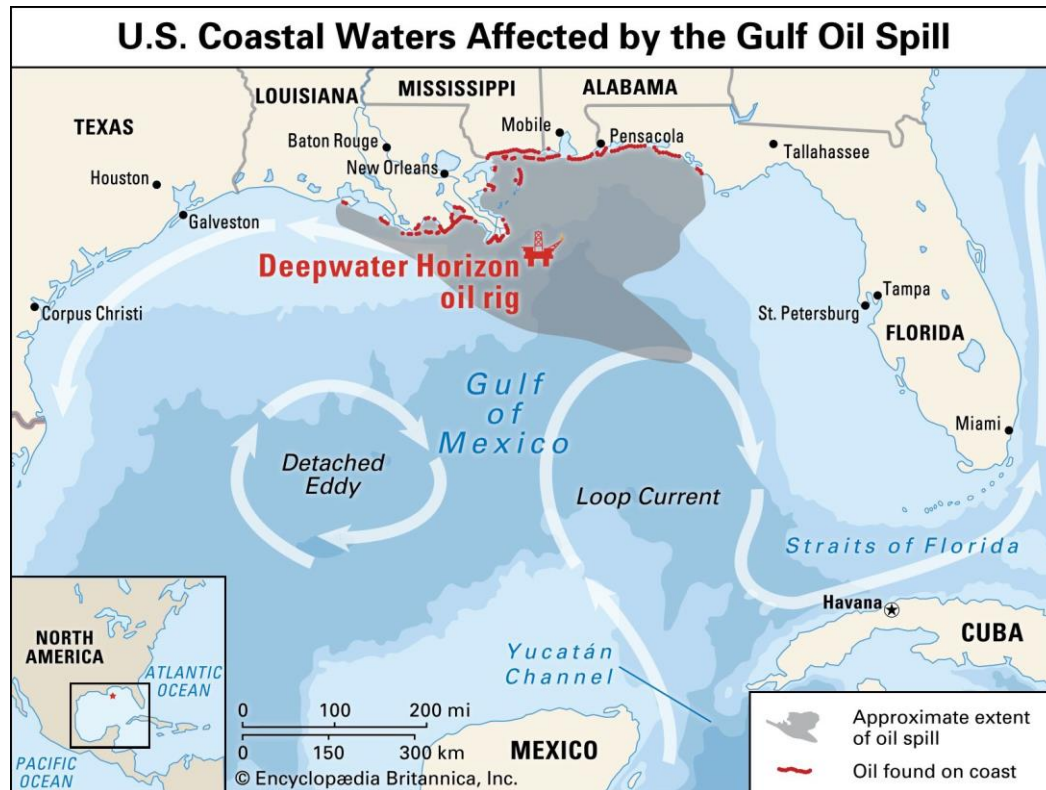 U.S. Coastal Waters Affected by the Gulf Oil Spill
TEXAS
LOUISIANA
MISSISSIPPI
ALABAMA
Baton Rouge
New Orleans
Mobile
Pensacola
Tallahassee
Houston
Galveston
Deepwater Horizon
oil rig
Corpus Christi
Tampa
St. Petersburg
FLORIDA
Gulf
of
Mexico
Miami
Detached
Eddy
Loop Current
Straits of Florida
Havana
CUBA
Yucatán
Channel
MEXICO
NORTH
AMERICA
ATLANTIC
OCEAN
PACIFIC
OCEAN
0 100 200 mi
0 150 300 km
© Encyclopædia Britannica, Inc.
Approximate extent
of oil spill
Oil found on coast